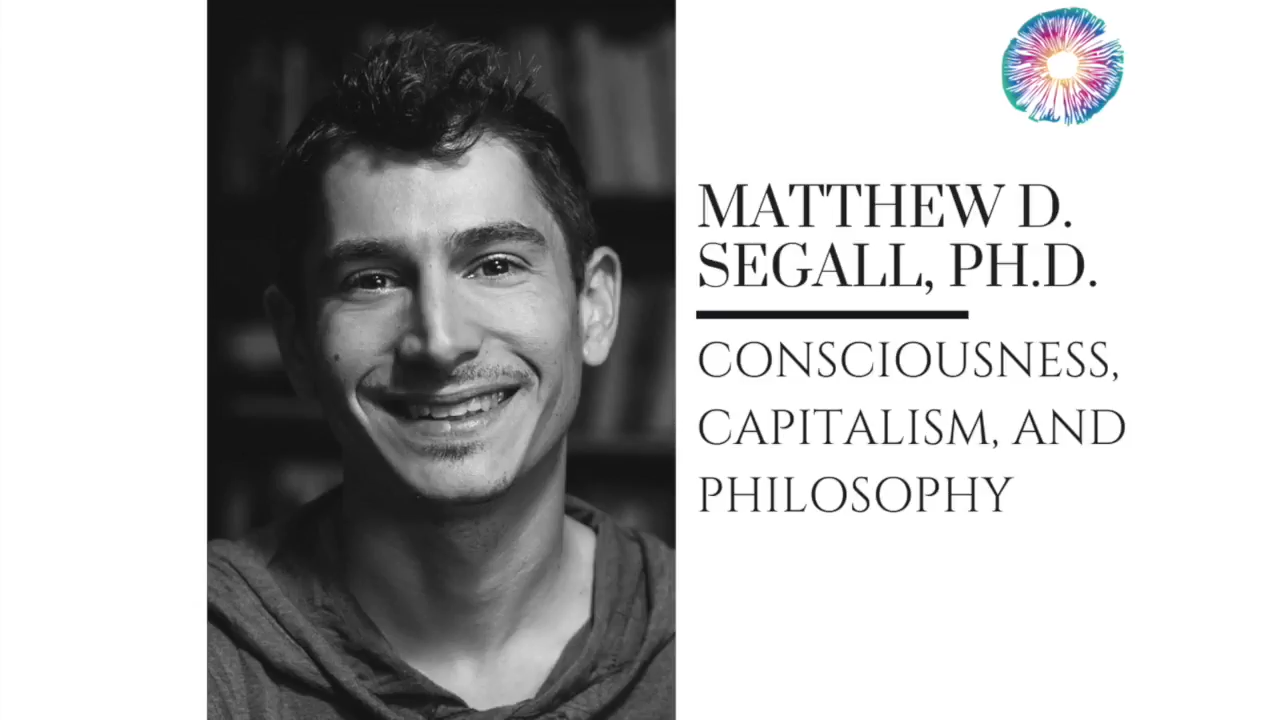 MATTHEW D.
SEGALL, PH.D.
CONSCIOUSNESS,
CAPITALISM, AND
PHILOSOPHY